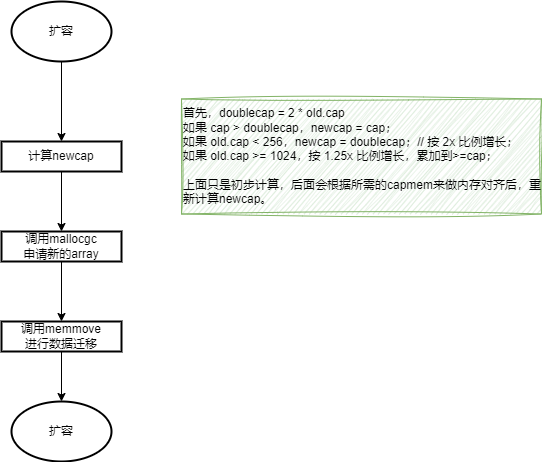 扩容
计算newcap
首先，doublecap = 2 * old.cap
如果 cap > doublecap，newcap = cap；
如果 old.cap < 256，newcap = doublecap；// 按 2x 比例增长；
如果 old.cap >= 1024，按 1.25x 比例增长，累加到>=cap；
上面只是初步计算，后面会根据所需的capmem来做内存对齐后，重
新计算newcap。
调用mallocgc
申请新的array
调用memmove
进行数据迁移
扩容